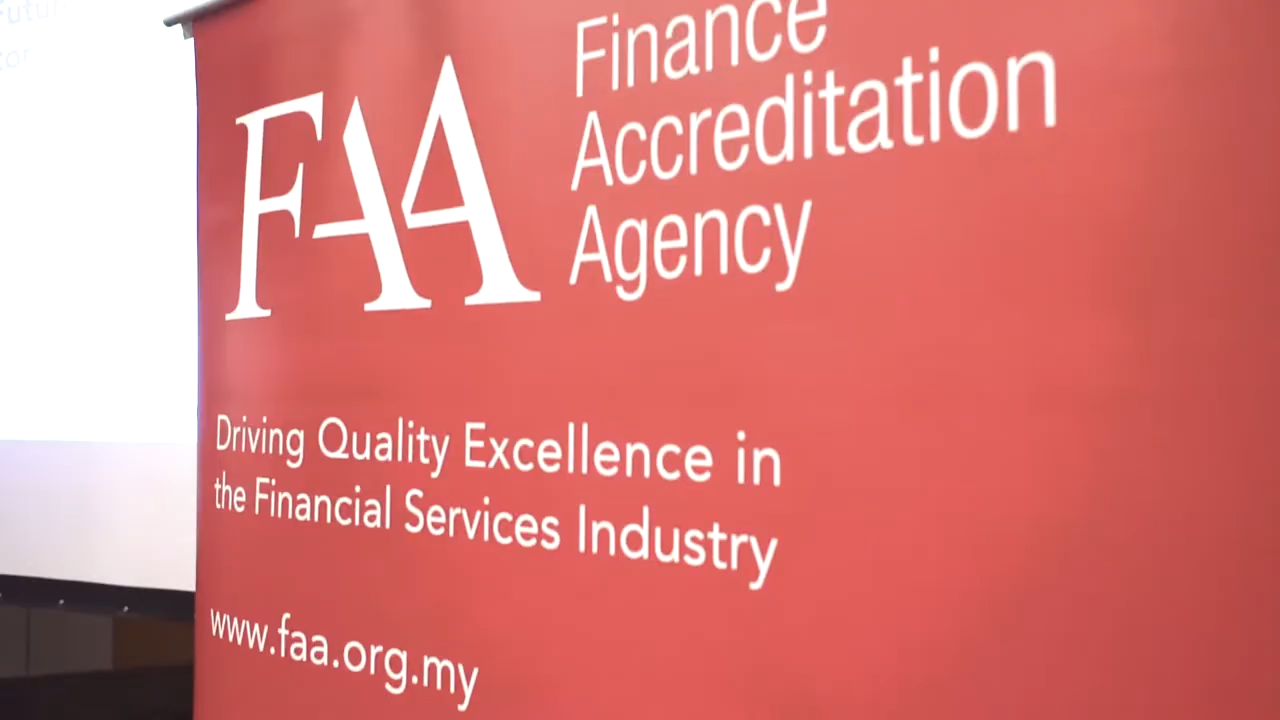 FAA
Finance
Accreditation
Agency
Driving Quality Excellence in
the Financial Services Industry
www.faa.org.my